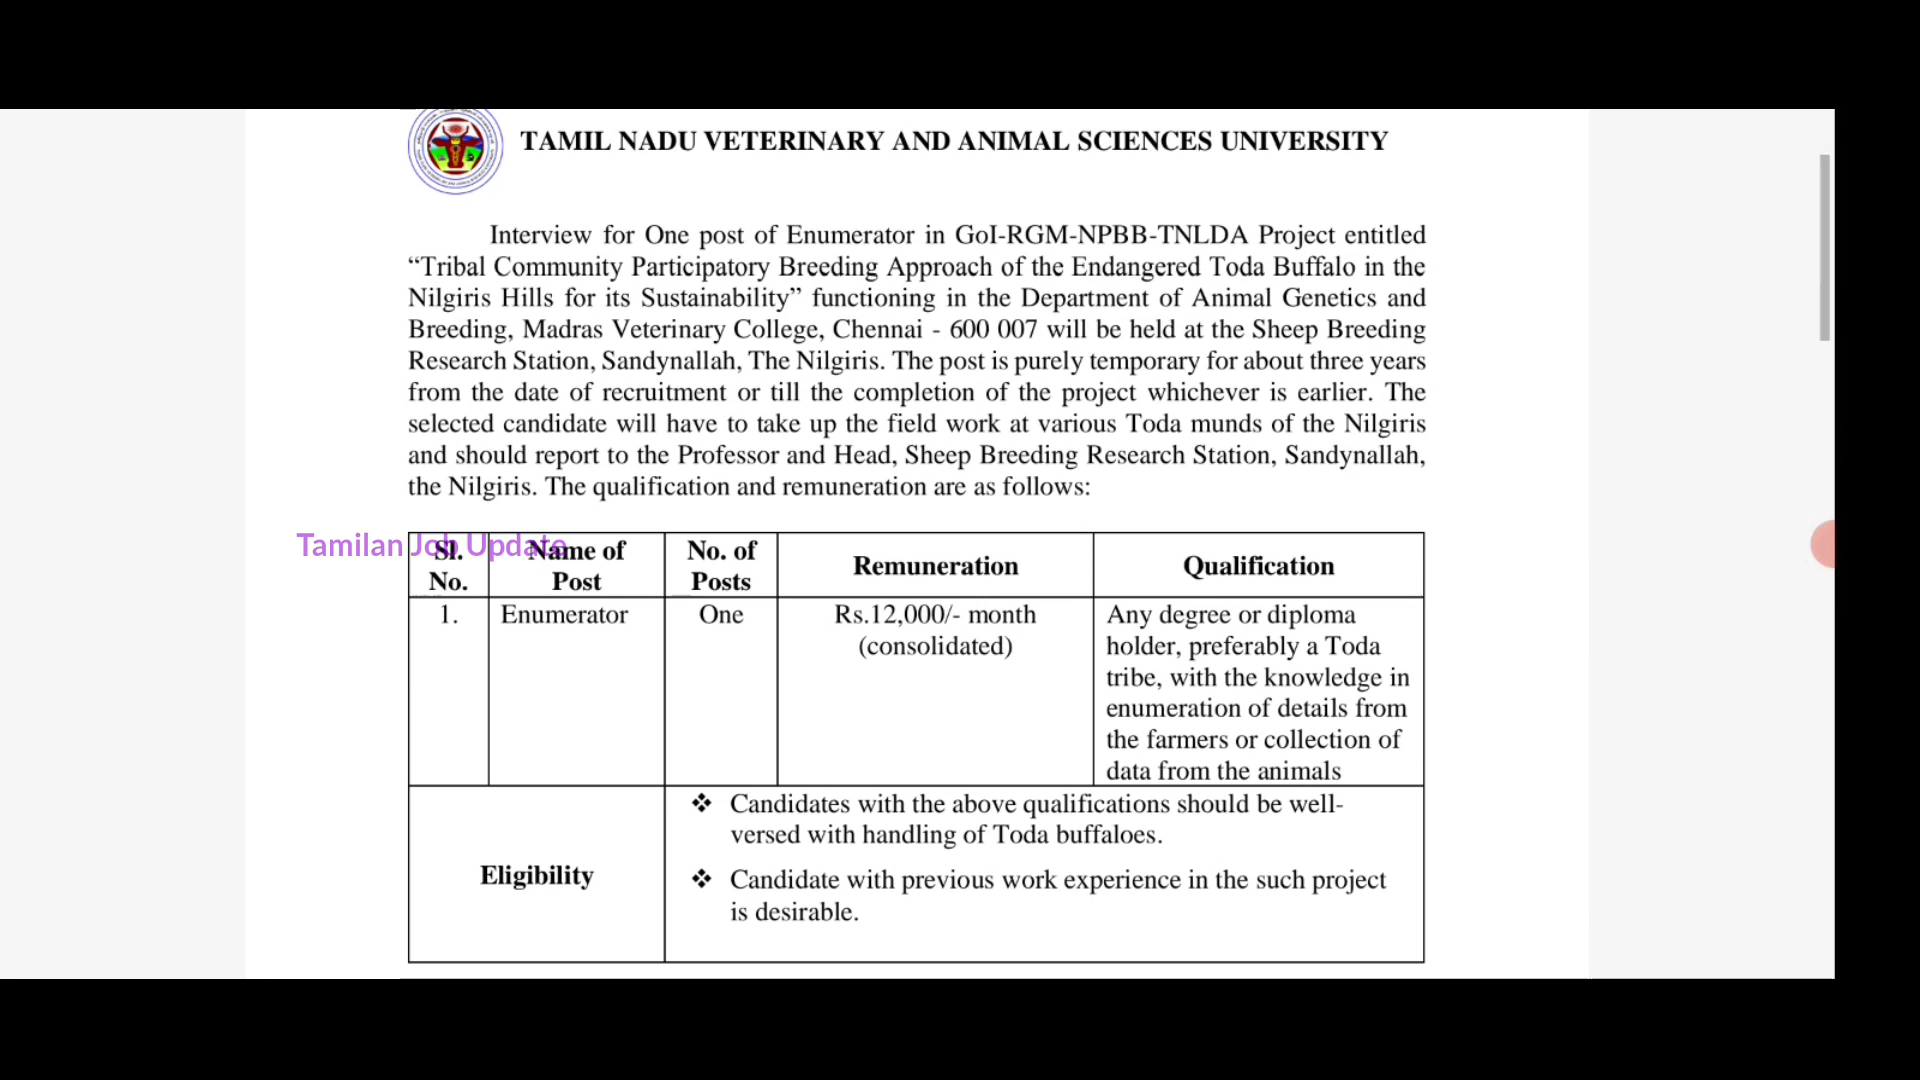 TAMIL NADU VETERINARY AND ANIMAL SCIENCES UNIVERSITY
Interview for One post of Enumerator in GoI-RGM-NPBB-TNLDA Project entitled
“Tribal Community Participatory Breeding Approach of the Endangered Toda Buffalo in the
Nilgiris Hills for its Sustainability” functioning in the Department of Animal Genetics and
Breeding, Madras Veterinary College, Chennai - 600 007 will be held at the Sheep Breeding
Research Station, Sandynallah, The Nilgiris. The post is purely temporary for about three years
from the date of recruitment or till the completion of the project whichever is earlier. The
selected candidate will have to take up the field work at various Toda munds of the Nilgiris
and should report to the Professor and Head, Sheep Breeding Research Station, Sandynallah,
the Nilgiris. The qualification and remuneration are as follows:
Tamilan Job Update
Sl.
No.
Name of
Post
No. of
Posts
Remuneration
Qualification
1.
Enumerator
One
Rs.12,000/- month
(consolidated)
Any degree or diploma
holder, preferably a Toda
tribe, with the knowledge in
enumeration of details from
the farmers or collection of
data from the animals
Eligibility
❖ Candidates with the above qualifications should be well-
versed with handling of Toda buffaloes.
❖ Candidate with previous work experience in the such project
is desirable.